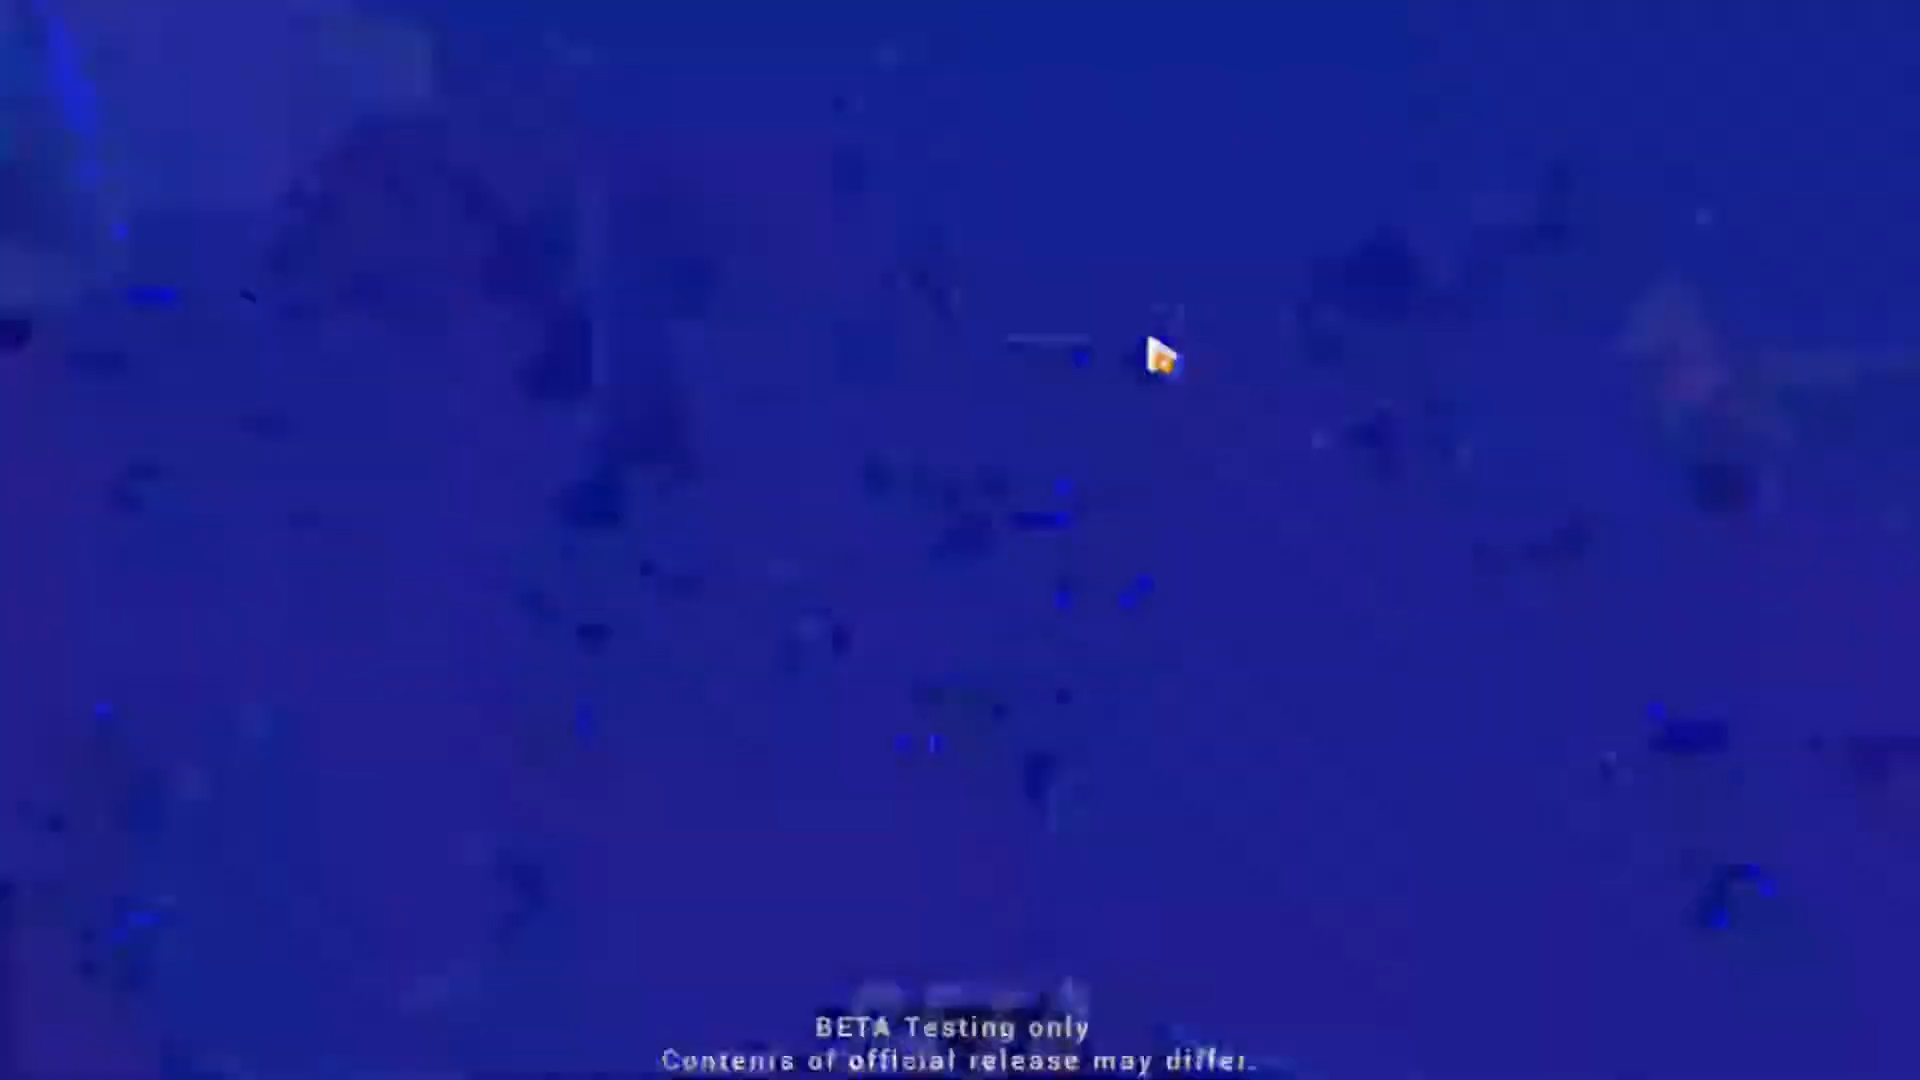 BETA Testing only
Contents of official release may differ.